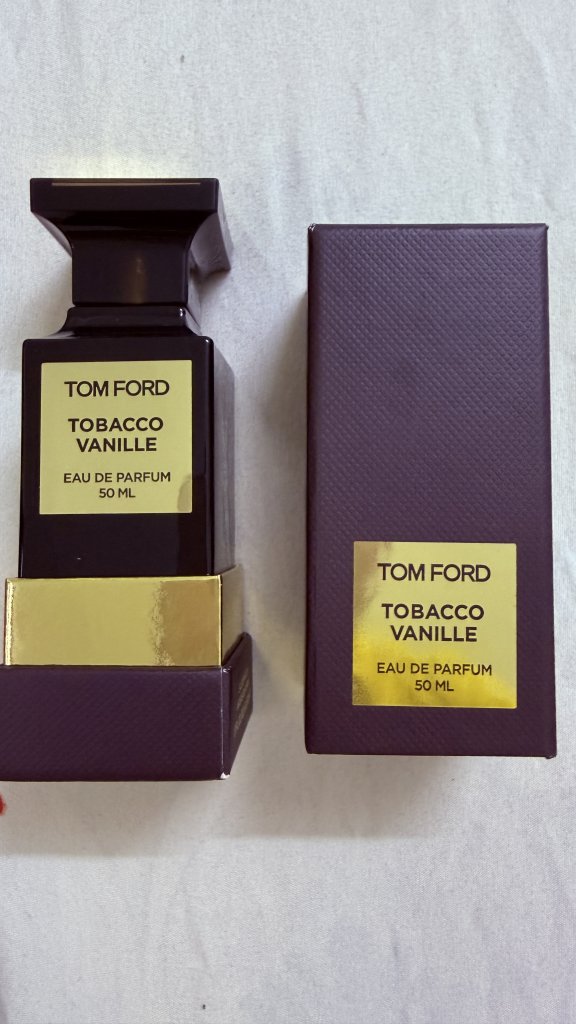 TOM FORD
TOBACCO
VANILLE
EAU DE PARFUM
50 ML
TOM FORD
TOBACCO
VANILLE
EAU DE PARFUM
50 ML